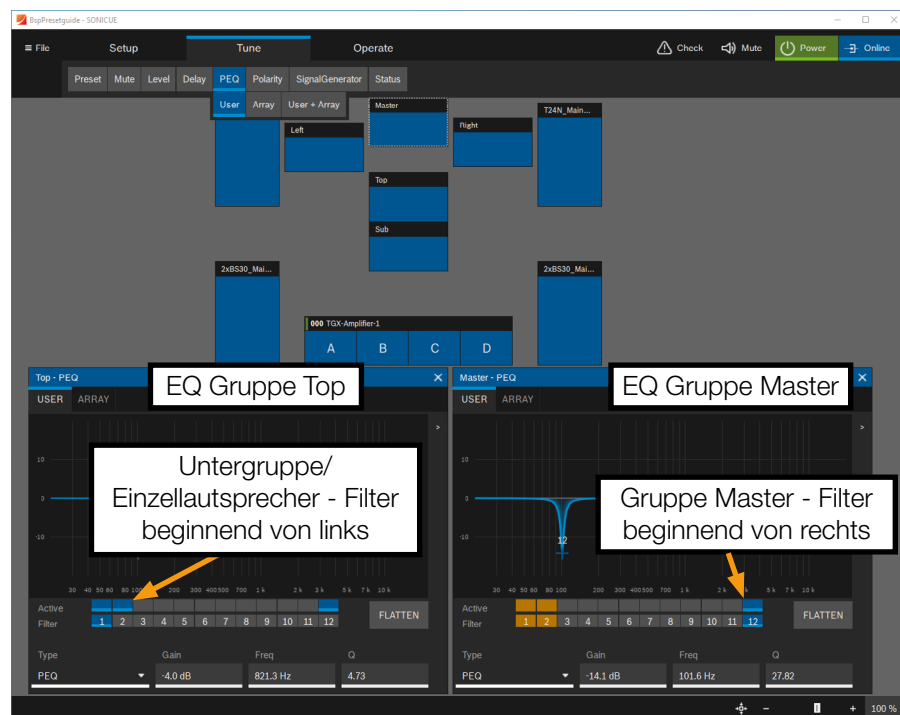 BspPresetguide - SONICUE
≡ File Setup Tune Operate Check Mute Power Online
Preset Mute Level Delay PEQ Polarity SignalGenerator Status
User Array User + Array
Master
T24N_Main...
Left
Right
Top
Sub
2xBS30_Mai...
2xBS30_Mai...
000 TGX-Amplifier-1
A B C D
Top - PEQ
EQ Gruppe Top
USER ARRAY
10
0
-10
Untergruppe/
Einzellautsprecher - Filter
beginnend von links
30 40 50 60 80 100 200 300 400 500 700 1 k 2 k 3 k 5 k 7 k 10 k
Active
Filter 1 2 3 4 5 6 7 8 9 10 11 12
FLATTEN
Type Gain Freq Q
PEQ -4.0 dB 821.3 Hz 4.73
Master - PEQ
EQ Gruppe Master
USER ARRAY
10
0
-10
12
Gruppe Master - Filter
beginnend von rechts
30 40 50 60 80 100 200 300 400 500 700 1 k 2 k k 5 k 7 k 10 k
Active
Filter 1 2 3 4 5 6 7 8 9 10 11 12
FLATTEN
Type Gain Freq Q
PEQ -14.1 dB 101.6 Hz 27.82
− + 100 %